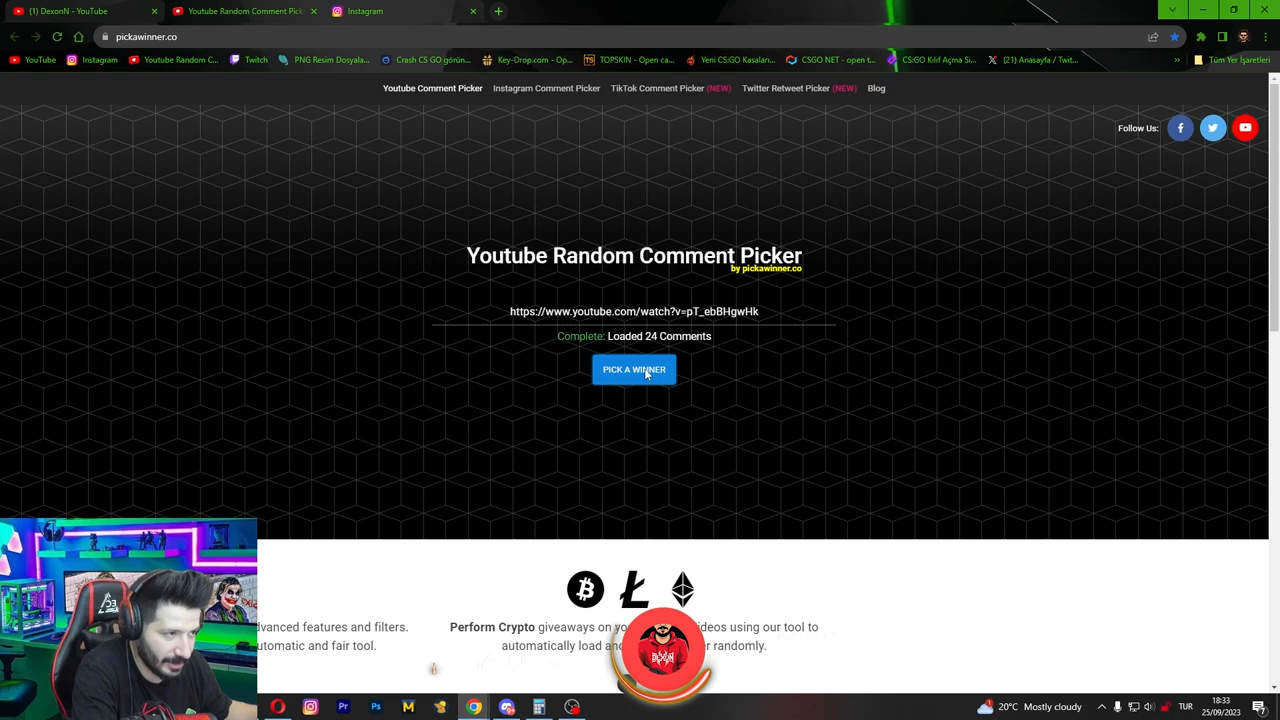 (1) DexonN - YouTube
Youtube Random Comment Pick
Instagram
pickawinner.co
YouTube
Instagram
Youtube Random C...
Twitch
PNG Resim Dosyala...
Crash CS GO görün...
Key-Drop.com - Op...
TOPSKIN - Open ca...
Yeni CS:GO Kasaları...
CSGO NET - open t...
CS:GO Kılıf Açma Si...
(21) Anasayfa / Twit...
Tüm Yer İşaretleri
Youtube Comment Picker
Instagram Comment Picker
TikTok Comment Picker (NEW)
Twitter Retweet Picker (NEW)
Blog
Follow Us:
Youtube Random Comment Picker
by pickawinner.co
https://www.youtube.com/watch?v=pT_ebBHgwHk
Complete: Loaded 24 Comments
PICK A WINNER
dvanced features and filters.
utomatic and fair tool.
Perform Crypto giveaways on yo
ideos using our tool to
automatically load an
er randomly.
DEXON
20°C Mostly cloudy
TUR
18:33
25/09/2023